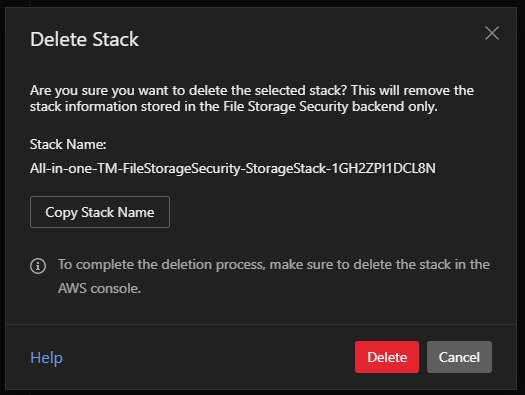 Delete Stack
Are you sure you want to delete the selected stack? This will remove the
stack information stored in the File Storage Security backend only.
Stack Name:
All-in-one-TM-FileStorageSecurity-StorageStack-1GH2ZPI1DCL8N
Copy Stack Name
To complete the deletion process, make sure to delete the stack in the
AWS console.
Help
Delete
Cancel